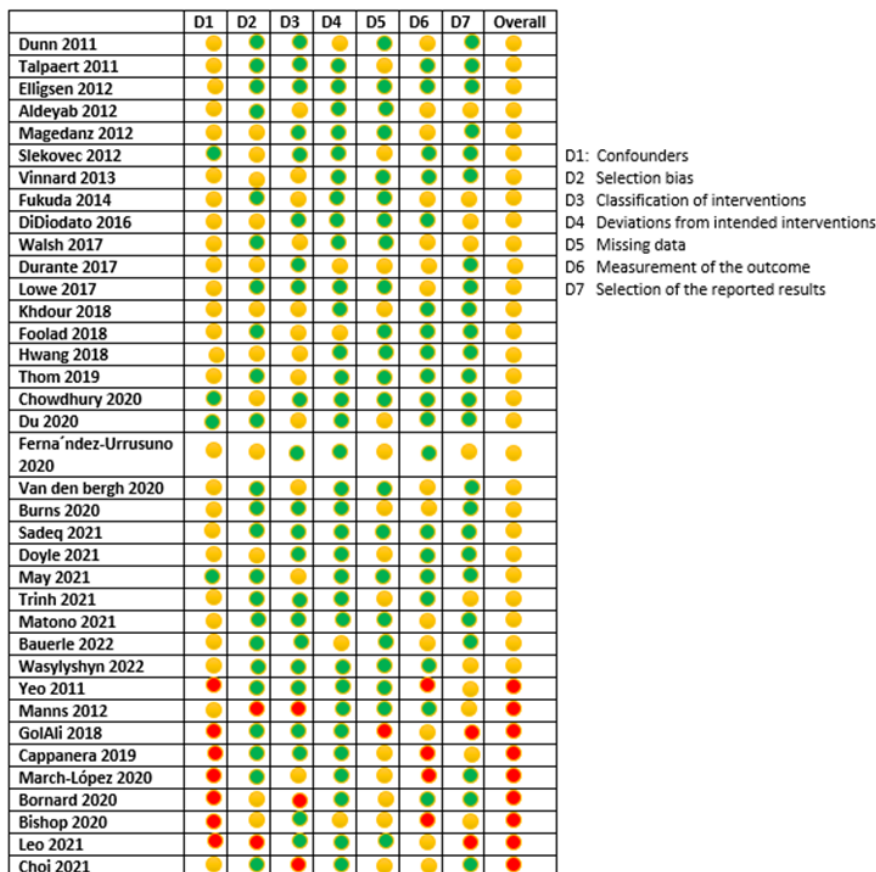 D1 D2 D3 D4 D5 D6 D7 Overall
Dunn 2011
Talpaert 2011
Elligsen 2012
Aldeyab 2012
Magedanz 2012
Slekovec 2012
Vinnard 2013
Fukuda 2014
DiDiodato 2016
Walsh 2017
Durante 2017
Lowe 2017
Khdour 2018
Foolad 2018
Hwang 2018
Thom 2019
Chowdhury 2020
Du 2020
Ferna´ndez-Urrusuno
2020
Van den bergh 2020
Burns 2020
Sadeq 2021
Doyle 2021
May 2021
Trinh 2021
Matono 2021
Bauerle 2022
Wasylyshyn 2022
Yeo 2011
Manns 2012
GolAli 2018
Cappanera 2019
March-López 2020
Bornard 2020
Bishop 2020
Leo 2021
Choi 2021
D1: Confounders
D2 Selection bias
D3 Classification of interventions
D4 Deviations from intended interventions
D5 Missing data
D6 Measurement of the outcome
D7 Selection of the reported results